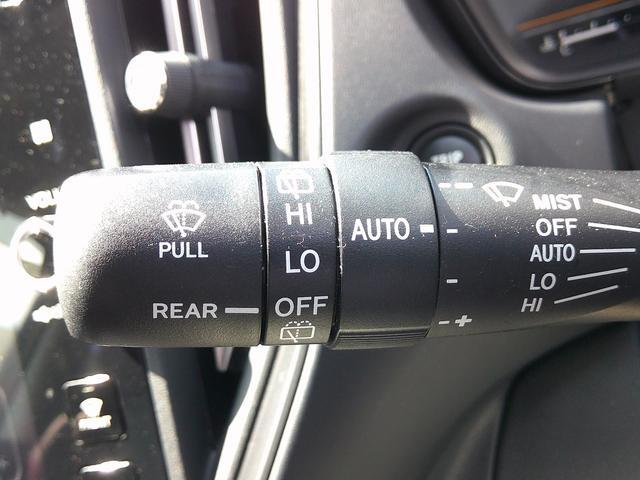 PULL
REAR
HI
LO
OFF
AUTO
- +
MIST
OFF
AUTO
LO
HI